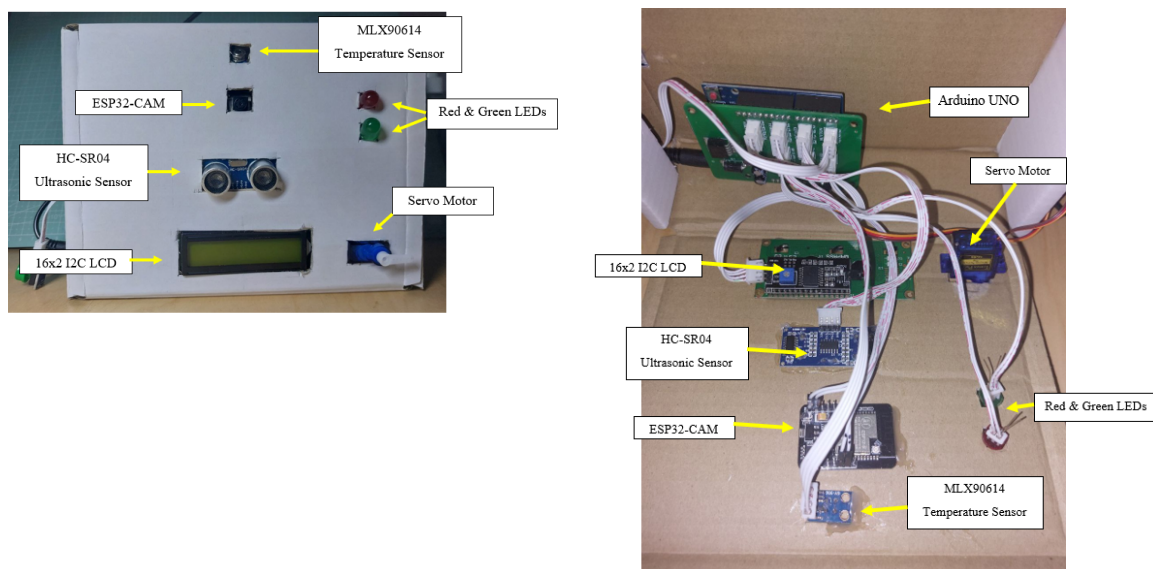 MLX90614
Temperature Sensor
ESP32-CAM
Red & Green LEDs
HC-SR04
Ultrasonic Sensor
Servo Motor
16x2 I2C LCD
Arduino UNO
Servo Motor
16x2 I2C LCD
HC-SR04
Ultrasonic Sensor
Red & Green LEDs
ESP32-CAM
MLX90614
Temperature Sensor